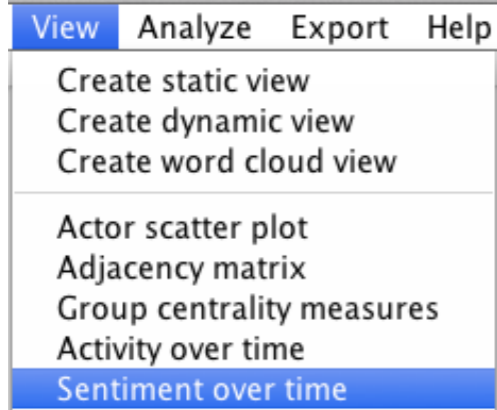 View Analyze Export Help
Create static view
Create dynamic view
Create word cloud view
Actor scatter plot
Adjacency matrix
Group centrality measures
Activity over time
Sentiment over time